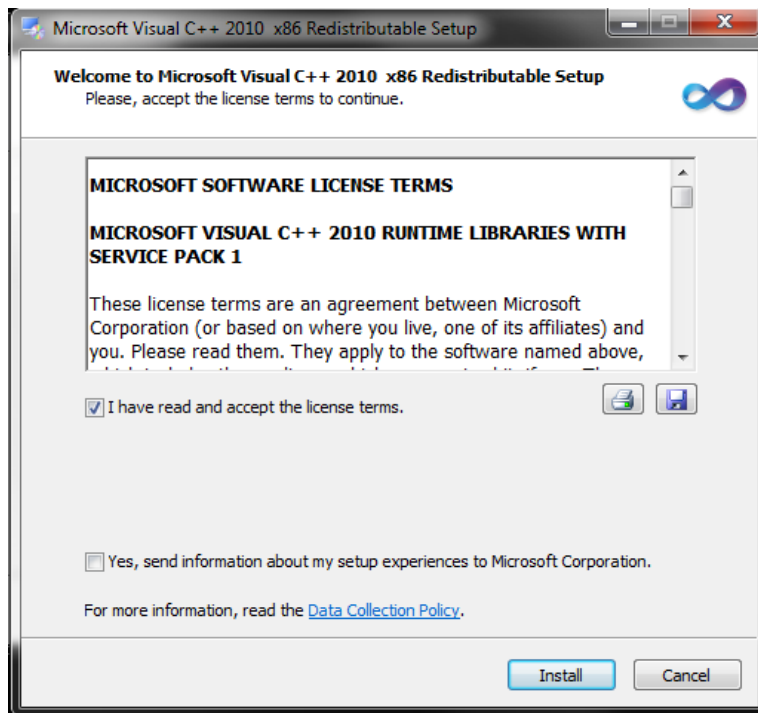 Microsoft Visual C++ 2010  x86 Redistributable Setup
Welcome to Microsoft Visual C++ 2010  x86 Redistributable Setup
Please, accept the license terms to continue.
MICROSOFT SOFTWARE LICENSE TERMS
MICROSOFT VISUAL C++ 2010 RUNTIME LIBRARIES WITH
SERVICE PACK 1
These license terms are an agreement between Microsoft
Corporation (or based on where you live, one of its affiliates) and
you. Please read them. They apply to the software named above,
I have read and accept the license terms.
Yes, send information about my setup experiences to Microsoft Corporation.
For more information, read the Data Collection Policy.
Install
Cancel